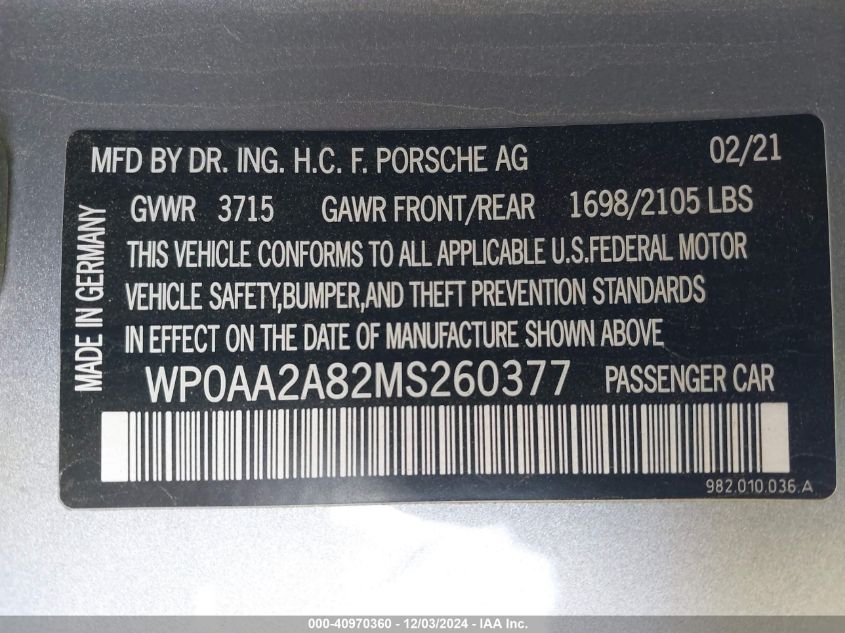 MFD BY DR. ING. H.C. F. PORSCHE AG 02/21
GVWR 3715 GAWR FRONT/REAR 1698/2105 LBS
MADE IN GERMANY
THIS VEHICLE CONFORMS TO ALL APPLICABLE U.S.FEDERAL MOTOR
VEHICLE SAFETY,BUMPER,AND THEFT PREVENTION STANDARDS
IN EFFECT ON THE DATE OF MANUFACTURE SHOWN ABOVE
WP0AA2A82MS260377 PASSENGER CAR
982.010.036.A
000-40970360 - 12/03/2024 - IAA Inc.